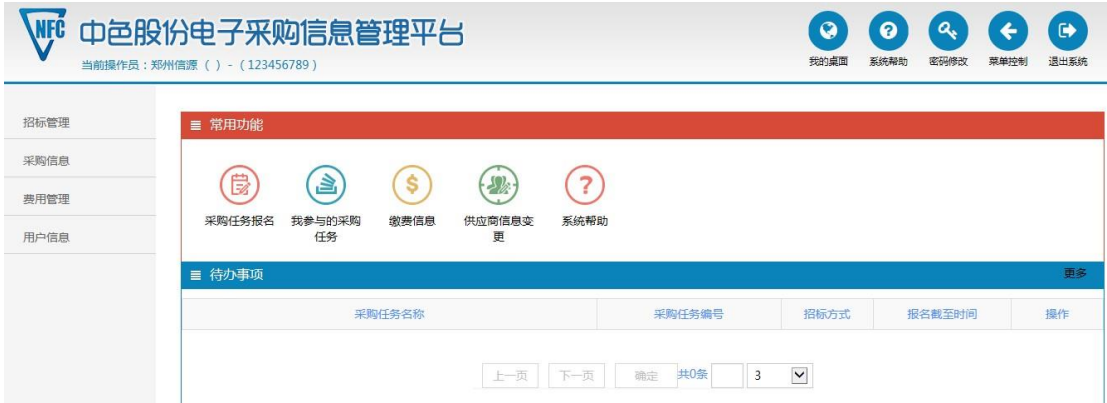 NFC 中色股份电子采购信息管理平台
当前操作员：郑州信源（ ）-（123456789）
我的桌面 系统帮助 密码修改 菜单控制 退出系统
招标管理
采购信息
费用管理
用户信息
常用功能
采购任务报名 我参与的采购 缴费信息 供应商信息变 系统帮助
任务 更
待办事项 更多
采购任务名称 采购任务编号 招标方式 报名截至时间 操作
上一页 下一页 确定 共0条 3